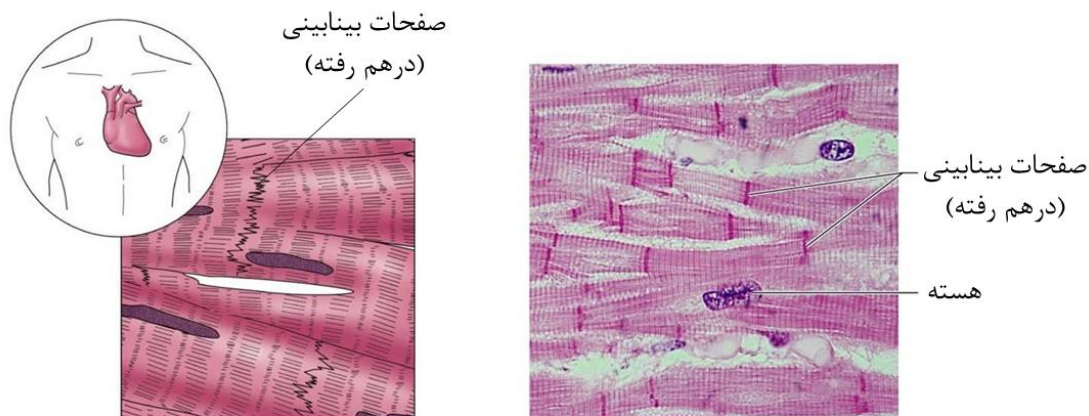 صفحات بینابینی
(درهم رفته)
صفحات بینابینی
(درهم رفته)
هسته